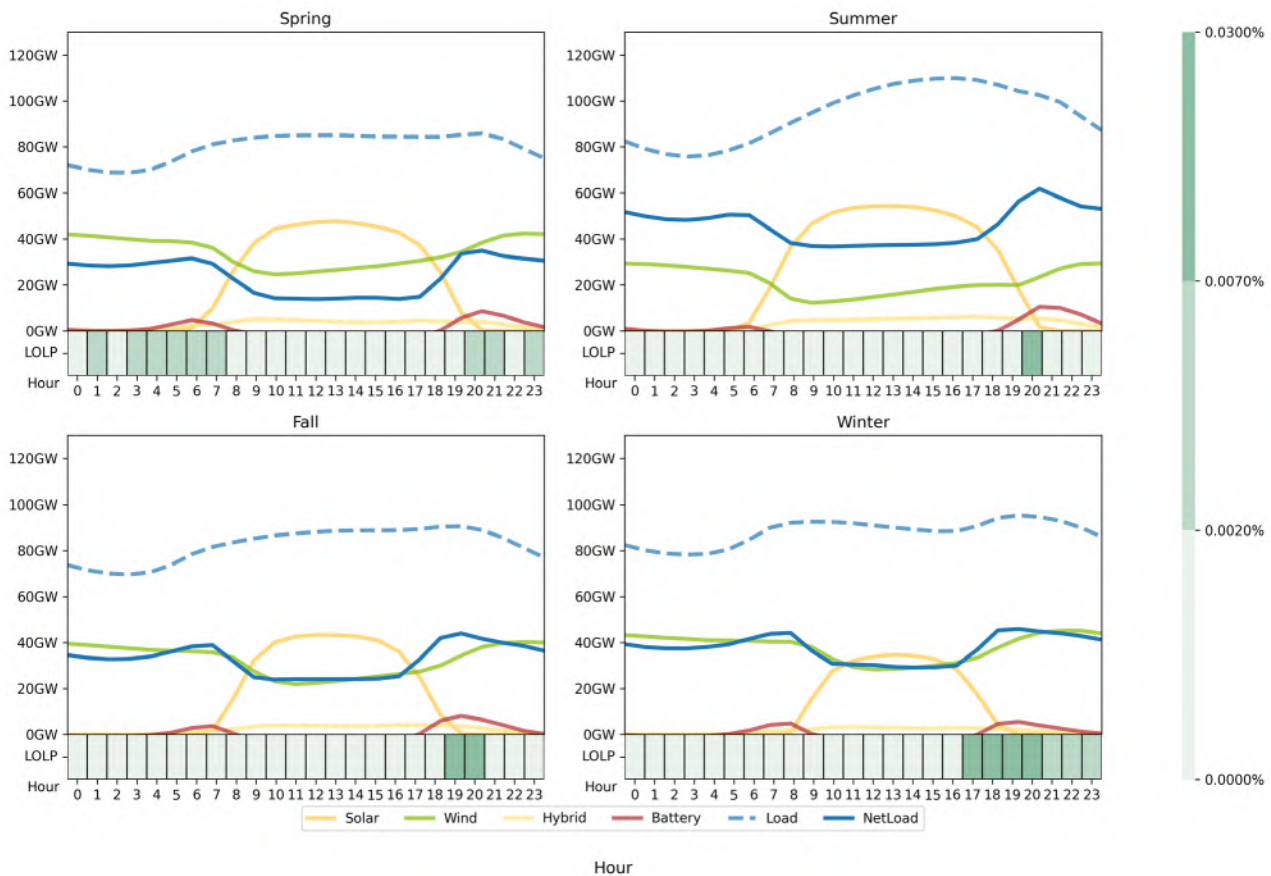 Spring
120GW
100GW
80GW
60GW
40GW
20GW
0GW
LOLP
Hour
0 1 2 3 4 5 6 7 8 9 10 11 12 13 14 15 16 17 18 19 20 21 22 23
Summer
120GW
100GW
80GW
60GW
40GW
20GW
0GW
LOLP
Hour
0 1 2 3 4 5 6 7 8 9 10 11 12 13 14 15 16 17 18 19 20 21 22 23
0.0300%
0.0070%
0.0020%
0.0000%
Fall
120GW
100GW
80GW
60GW
40GW
20GW
0GW
LOLP
Hour
0 1 2 3 4 5 6 7 8 9 10 11 12 13 14 15 16 17 18 19 20 21 22 23
Winter
120GW
100GW
80GW
60GW
40GW
20GW
0GW
LOLP
Hour
0 1 2 3 4 5 6 7 8 9 10 11 12 13 14 15 16 17 18 19 20 21 22 23
Solar Wind Hybrid Battery Load NetLoad
Hour